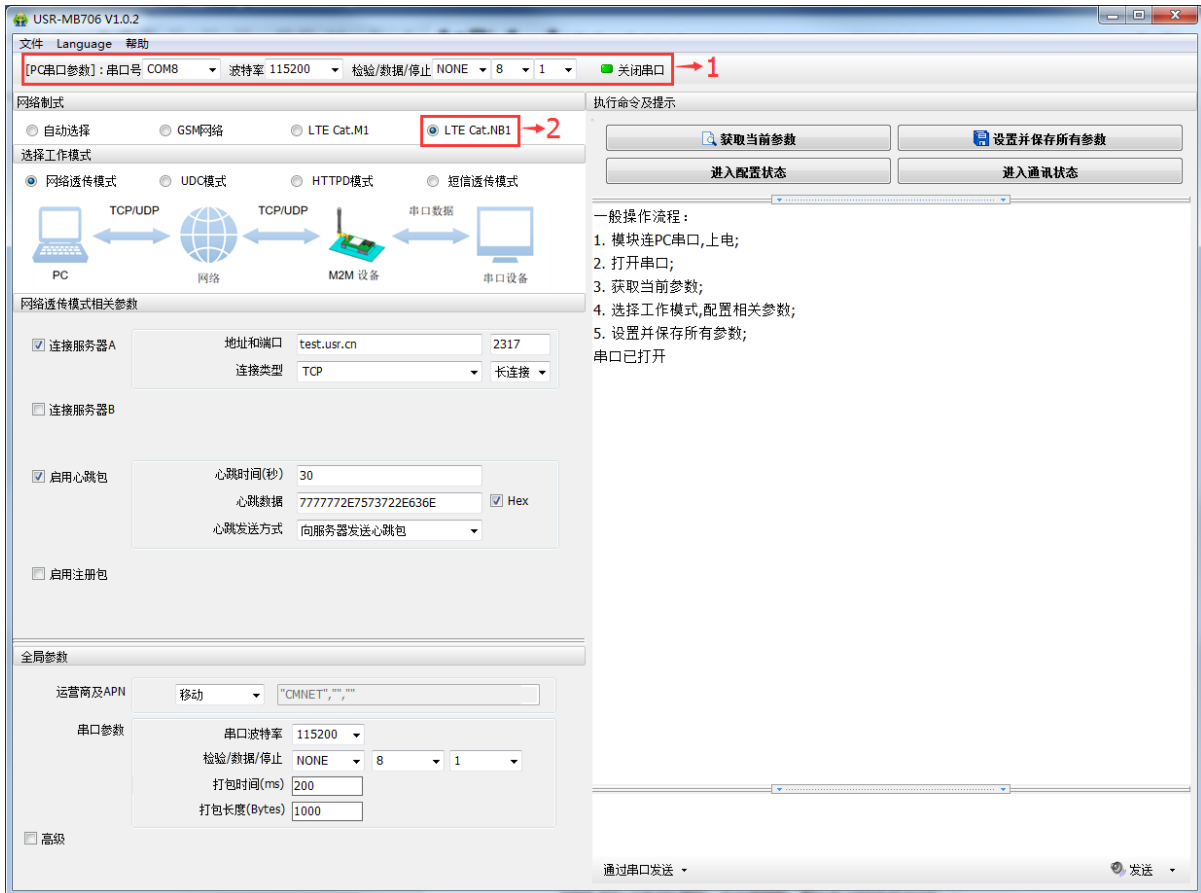 USR-MB706 V1.0.2
文件 Language 帮助
[PC串口参数]：串口号 COM8 波特率 115200 检验/数据/停止 NONE 8 1 关闭串口 1
网络制式
自动选择 GSM网络 LTE Cat.M1 LTE Cat.NB1 2
选择工作模式
网络透传模式 UDC模式 HTTPD模式 短信透传模式
TCP/UDP TCP/UDP 串口数据
PC 网络 M2M 设备 串口设备
网络透传模式相关参数
连接服务器A 地址和端口 test.usr.cn 2317
连接类型 TCP 长连接
连接服务器B
启用心跳包 心跳时间(秒) 30
心跳数据 7777772E7573722E636E Hex
心跳发送方式 向服务器发送心跳包
启用注册包
全局参数
运营商及APN 移动 "CMNET","",""
串口参数 串口波特率 115200
检验/数据/停止 NONE 8 1
打包时间(ms) 200
打包长度(Bytes) 1000
高级
执行命令及提示
获取当前参数 设置并保存所有参数
进入配置状态 进入通讯状态
一般操作流程：
1. 模块连PC串口,上电;
2. 打开串口;
3. 获取当前参数;
4. 选择工作模式,配置相关参数;
5. 设置并保存所有参数;
串口已打开
通过串口发送 发送